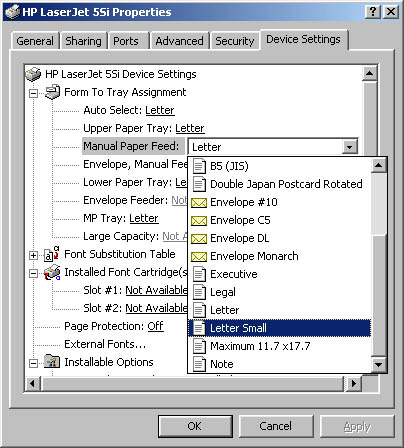 HP LaserJet 5Si Properties
General Sharing Ports Advanced Security Device Settings
HP LaserJet 5Si Device Settings
Form To Tray Assignment
Auto Select: Letter
Upper Paper Tray: Letter
Manual Paper Feed: Letter
Envelope, Manual Fee
B5 (JIS)
Lower Paper Tray: Let
Double Japan Postcard Rotated
Envelope Feeder: Not
Envelope #10
MP Tray: Letter
Envelope C5
Large Capacity: Not A
Envelope DL
Font Substitution Table
Envelope Monarch
Installed Font Cartridge(s
Executive
Slot #1: Not Available
Legal
Slot #2: Not Available
Letter
Page Protection: Off
Letter Small
External Fonts...
Maximum 11.7 x17.7
Installable Options
Note
OK Cancel Apply